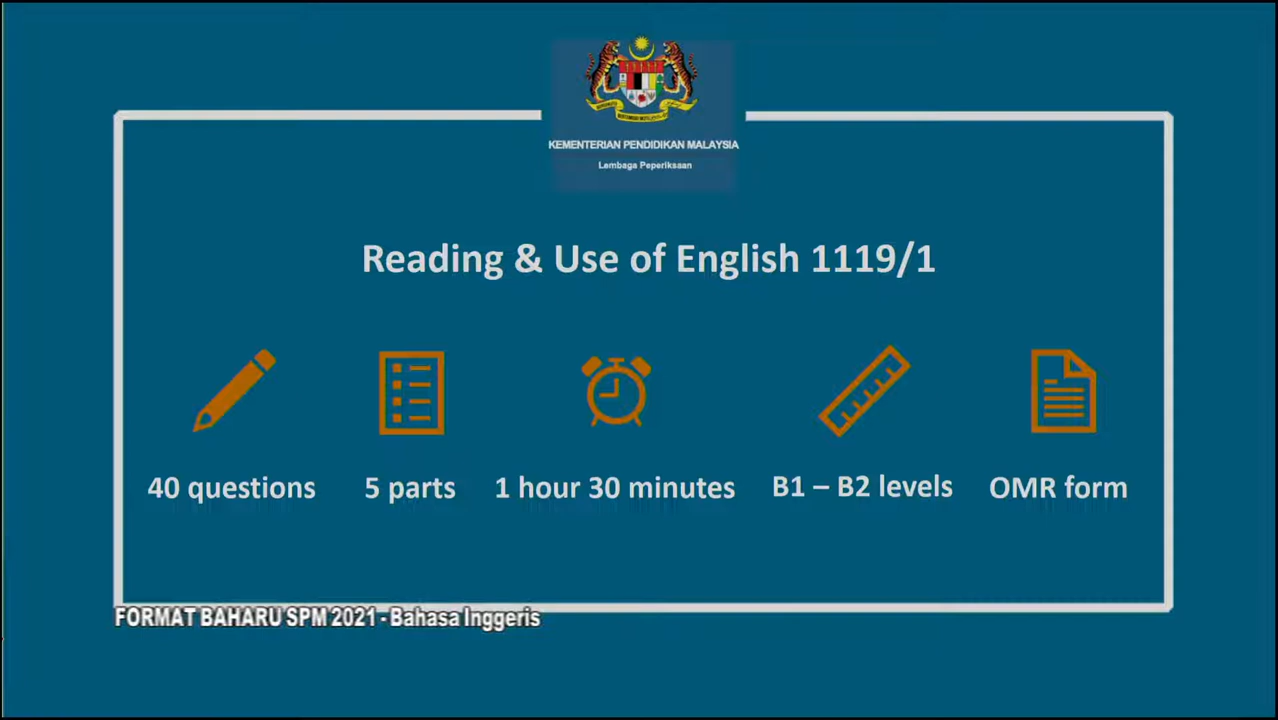 KEMENTERIAN PENDIDIKAN MALAYSIA
Lembaga Peperiksaan
Reading & Use of English 1119/1
40 questions
5 parts
1 hour 30 minutes
B1 – B2 levels
OMR form
FORMAT BAHARU SPM 2021 - Bahasa Inggeris